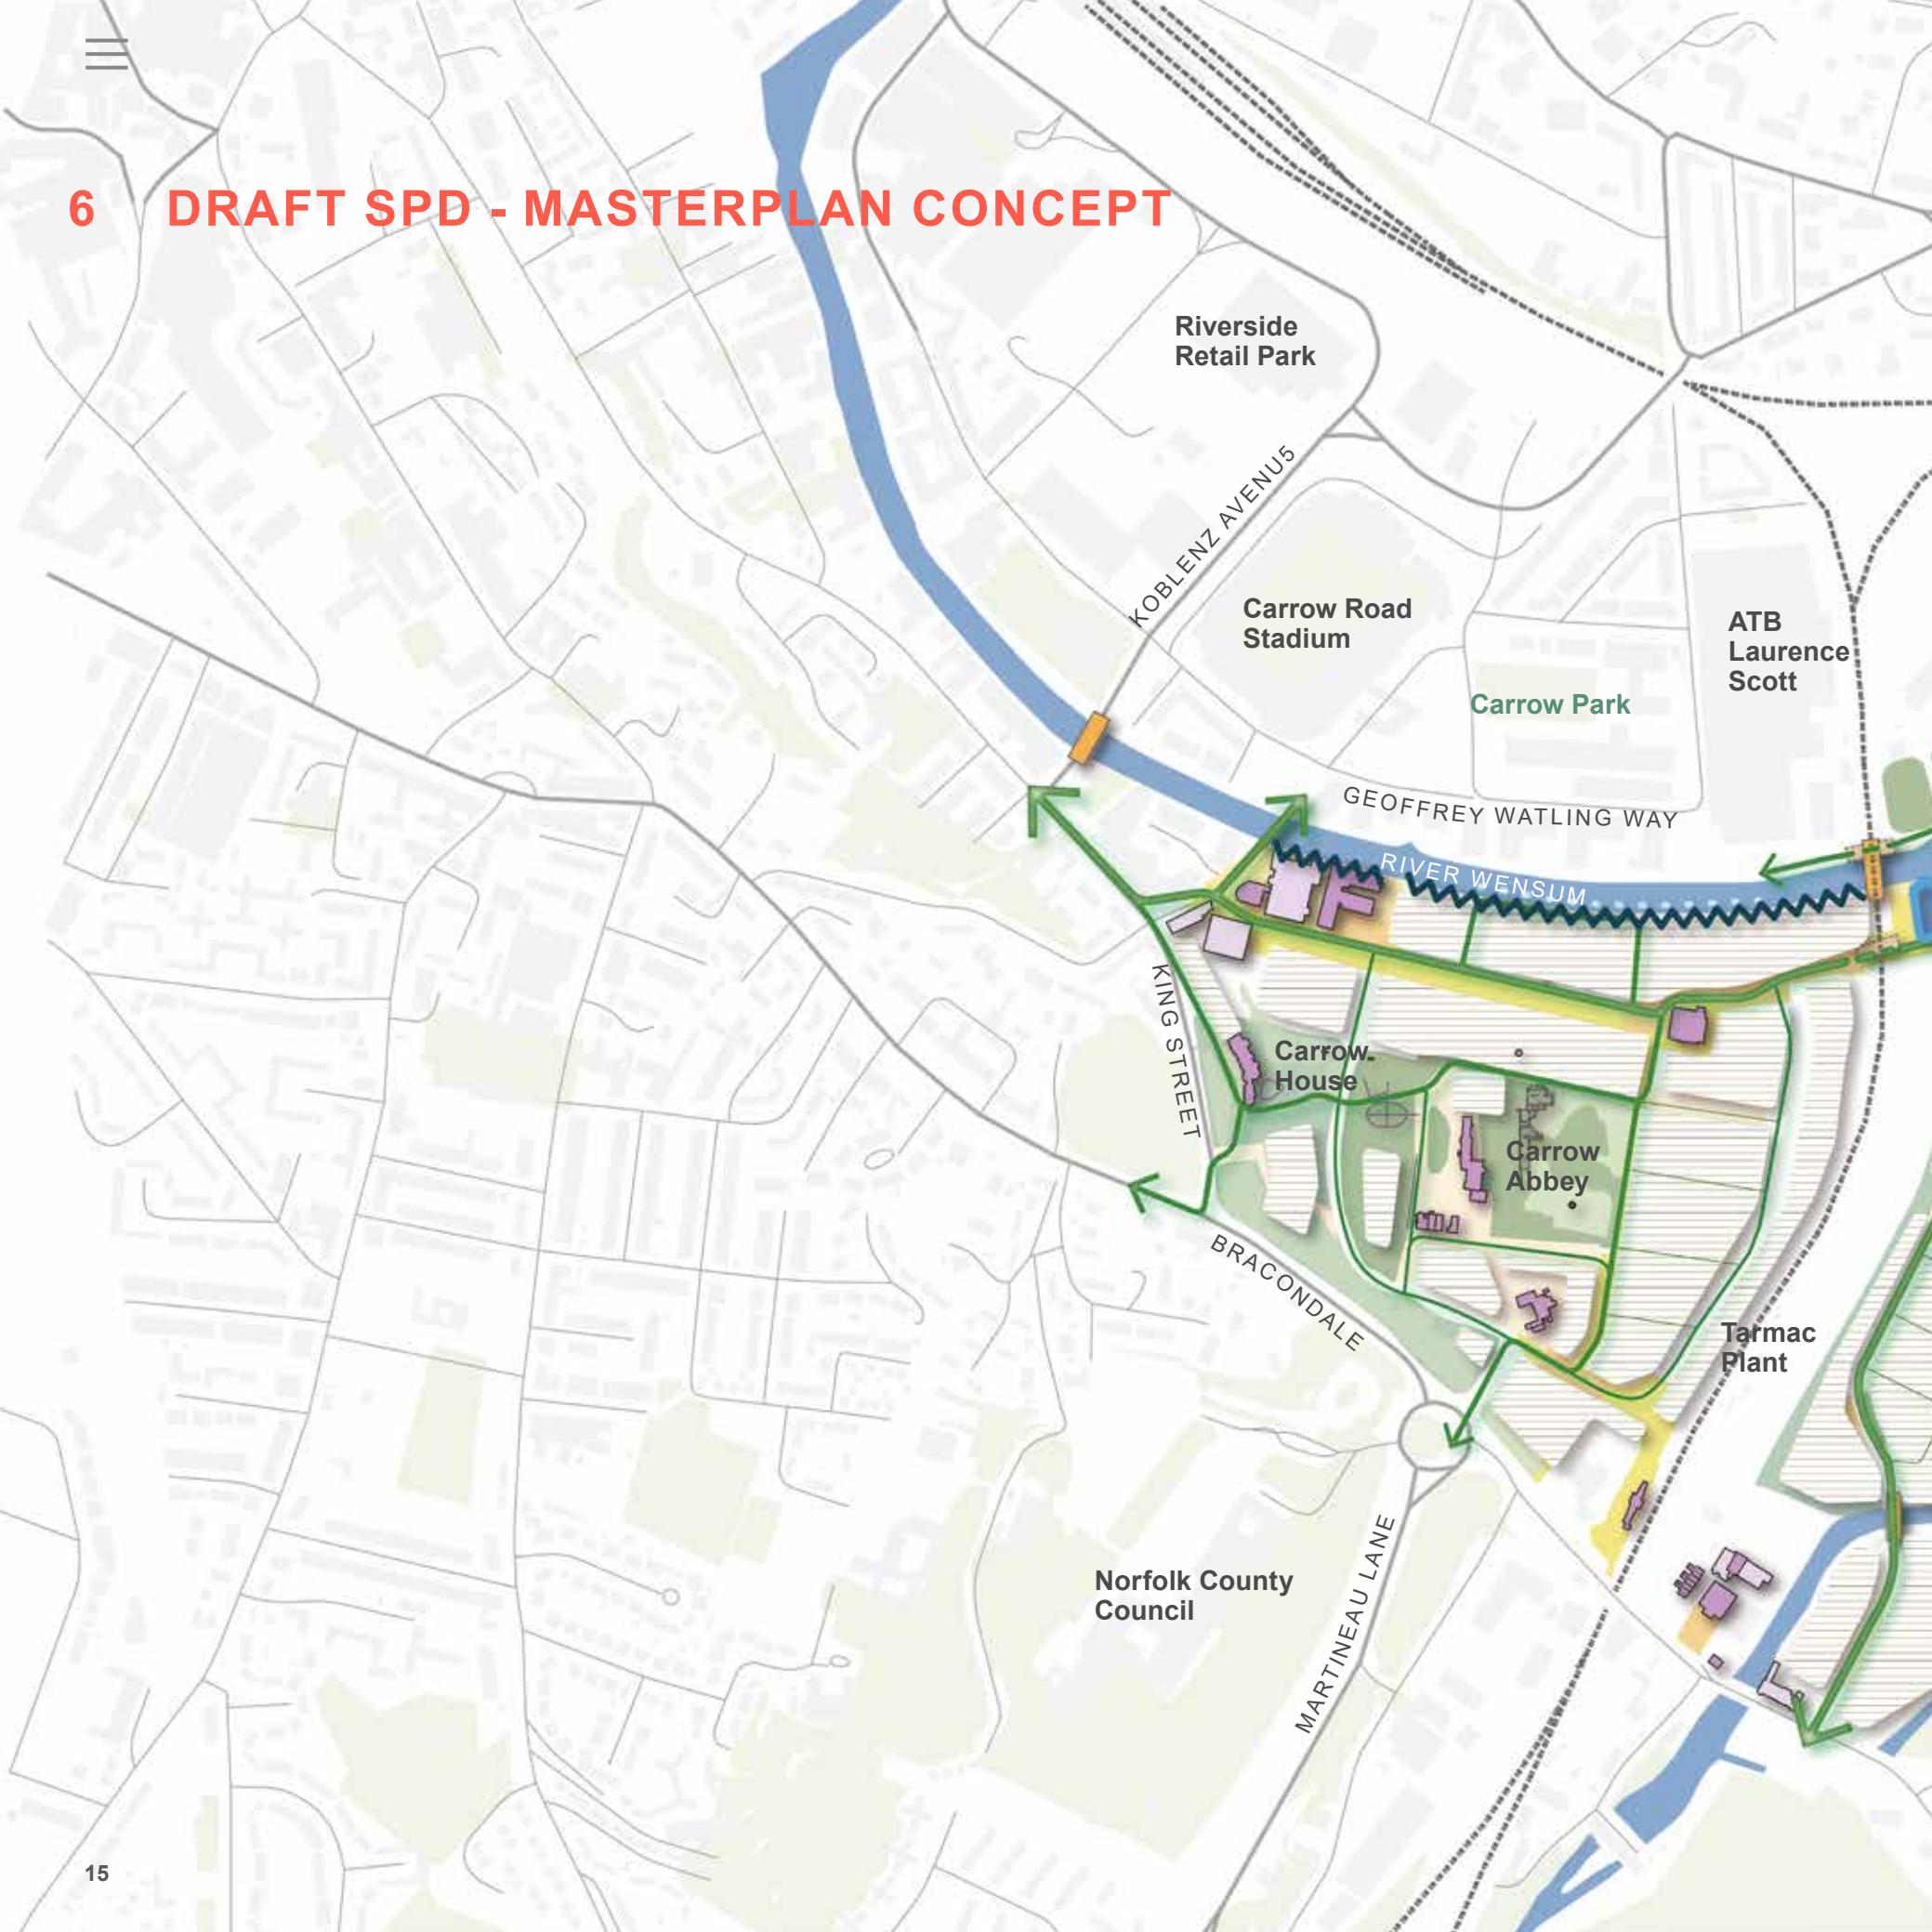 6 DRAFT SPD - MASTERPLAN CONCEPT
Riverside
Retail Park
KOBLENZ AVENU5
Carrow Road
Stadium
ATB
Laurence
Scott
Carrow Park
GEOFFREY WATLING WAY
RIVER WENSUM
KING STREET
Carrow
House
Carrow
Abbey
BRACONDALE
Tarmac
Plant
Norfolk County
Council
MARTINEAU LANE
15